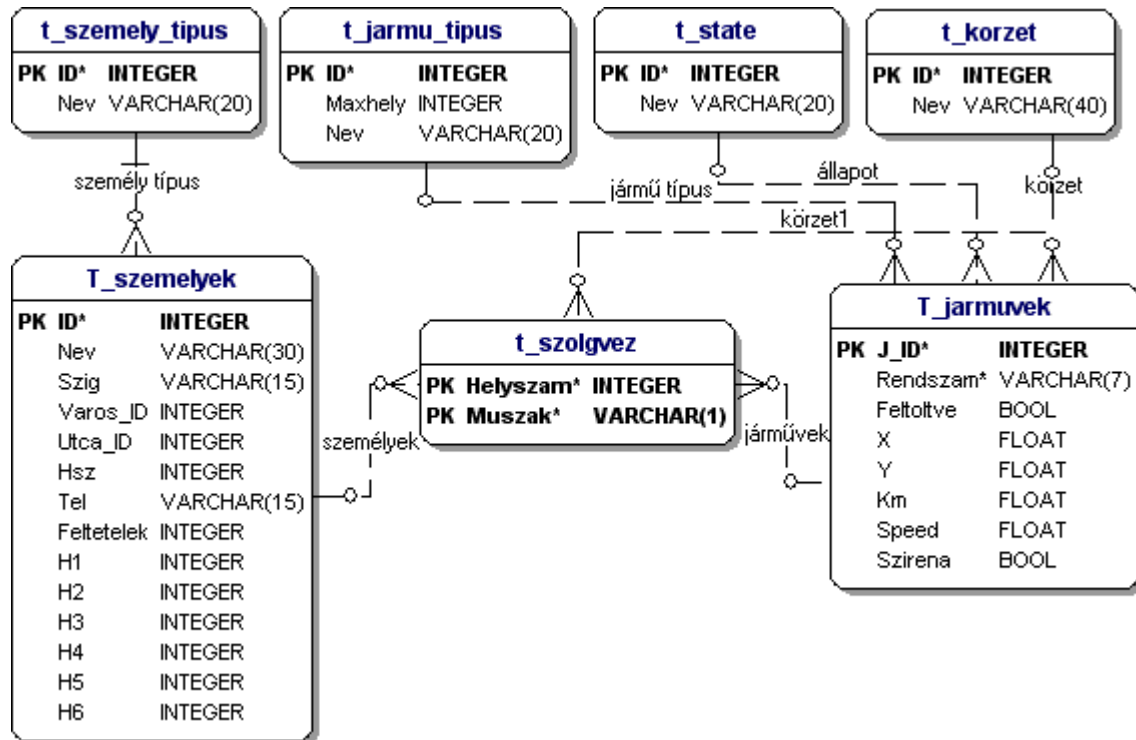 t_szemely_tipus
PK ID* INTEGER
Nev VARCHAR(20)
t_jarmu_tipus
PK ID* INTEGER
Maxhely INTEGER
Nev VARCHAR(20)
t_state
PK ID* INTEGER
Nev VARCHAR(20)
t_korzet
PK ID* INTEGER
Nev VARCHAR(40)
személy típus
jármű típus
állapot
körzet
körzet1
T_szemelyek
PK ID* INTEGER
Nev VARCHAR(30)
Szig VARCHAR(15)
Varos_ID INTEGER
Utca_ID INTEGER
Hsz INTEGER
Tel VARCHAR(15)
Feltetelek INTEGER
H1 INTEGER
H2 INTEGER
H3 INTEGER
H4 INTEGER
H5 INTEGER
H6 INTEGER
személyek
t_szolgvez
PK Helyszam* INTEGER
PK Muszak* VARCHAR(1)
járművek
T_jarmuvek
PK J_ID* INTEGER
Rendszam* VARCHAR(7)
Feltoltve BOOL
X FLOAT
Y FLOAT
Km FLOAT
Speed FLOAT
Szirena BOOL